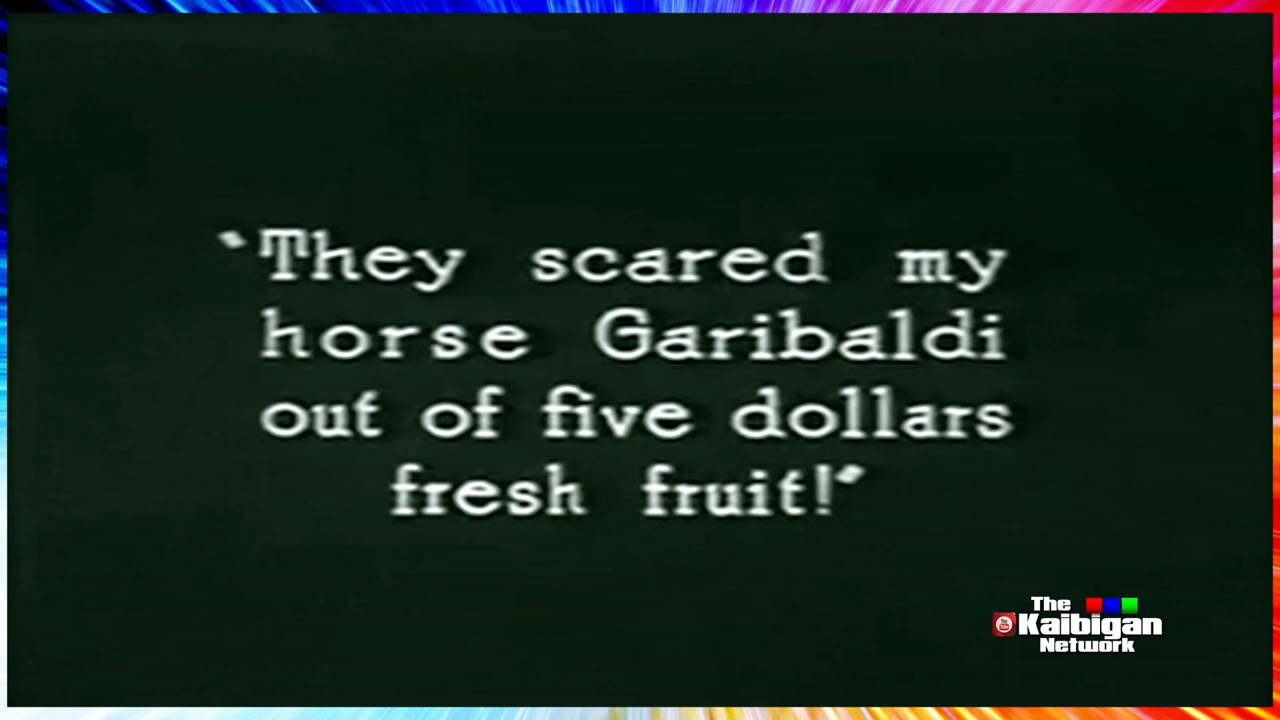 ‘They scared my
horse Garibaldi
out of five dollars
fresh fruit!’
The
Kaibigan
Network